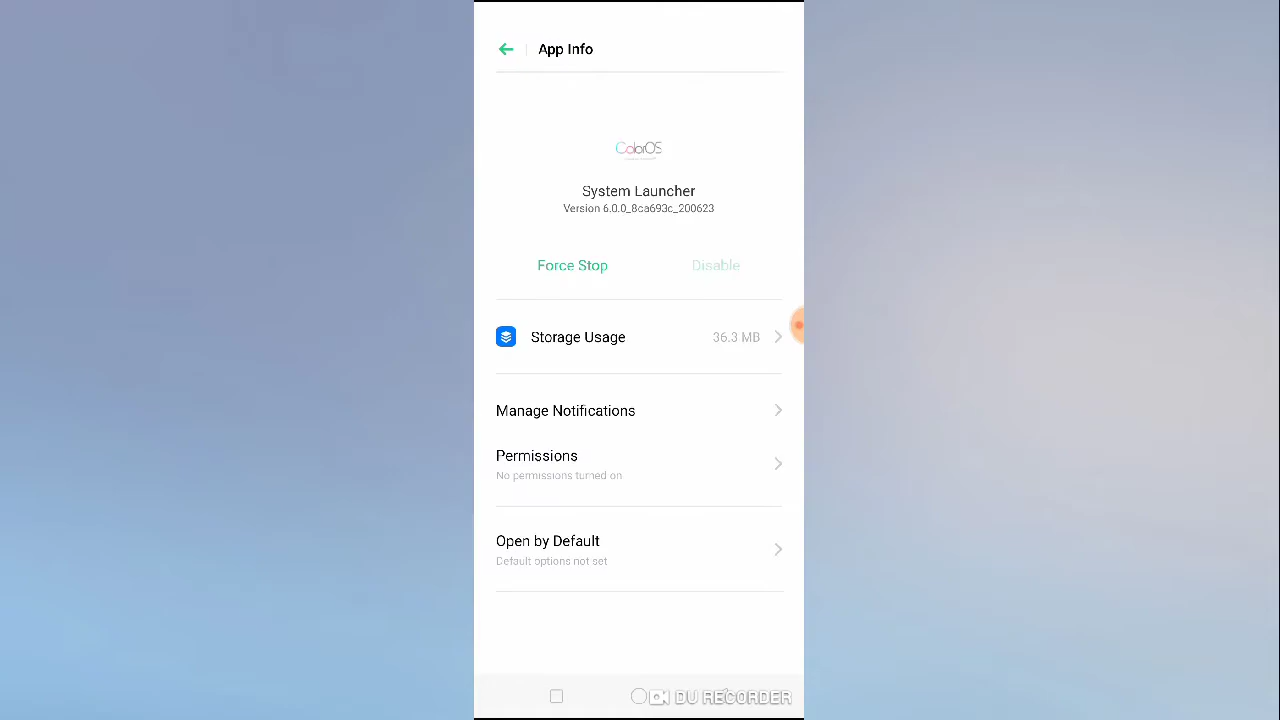 App Info
ColorOS
System Launcher
Version 6.0.0_8ca693c_200623
Force Stop
Disable
Storage Usage
36.3 MB
Manage Notifications
Permissions
No permissions turned on
Open by Default
Default options not set
DU RECORDER